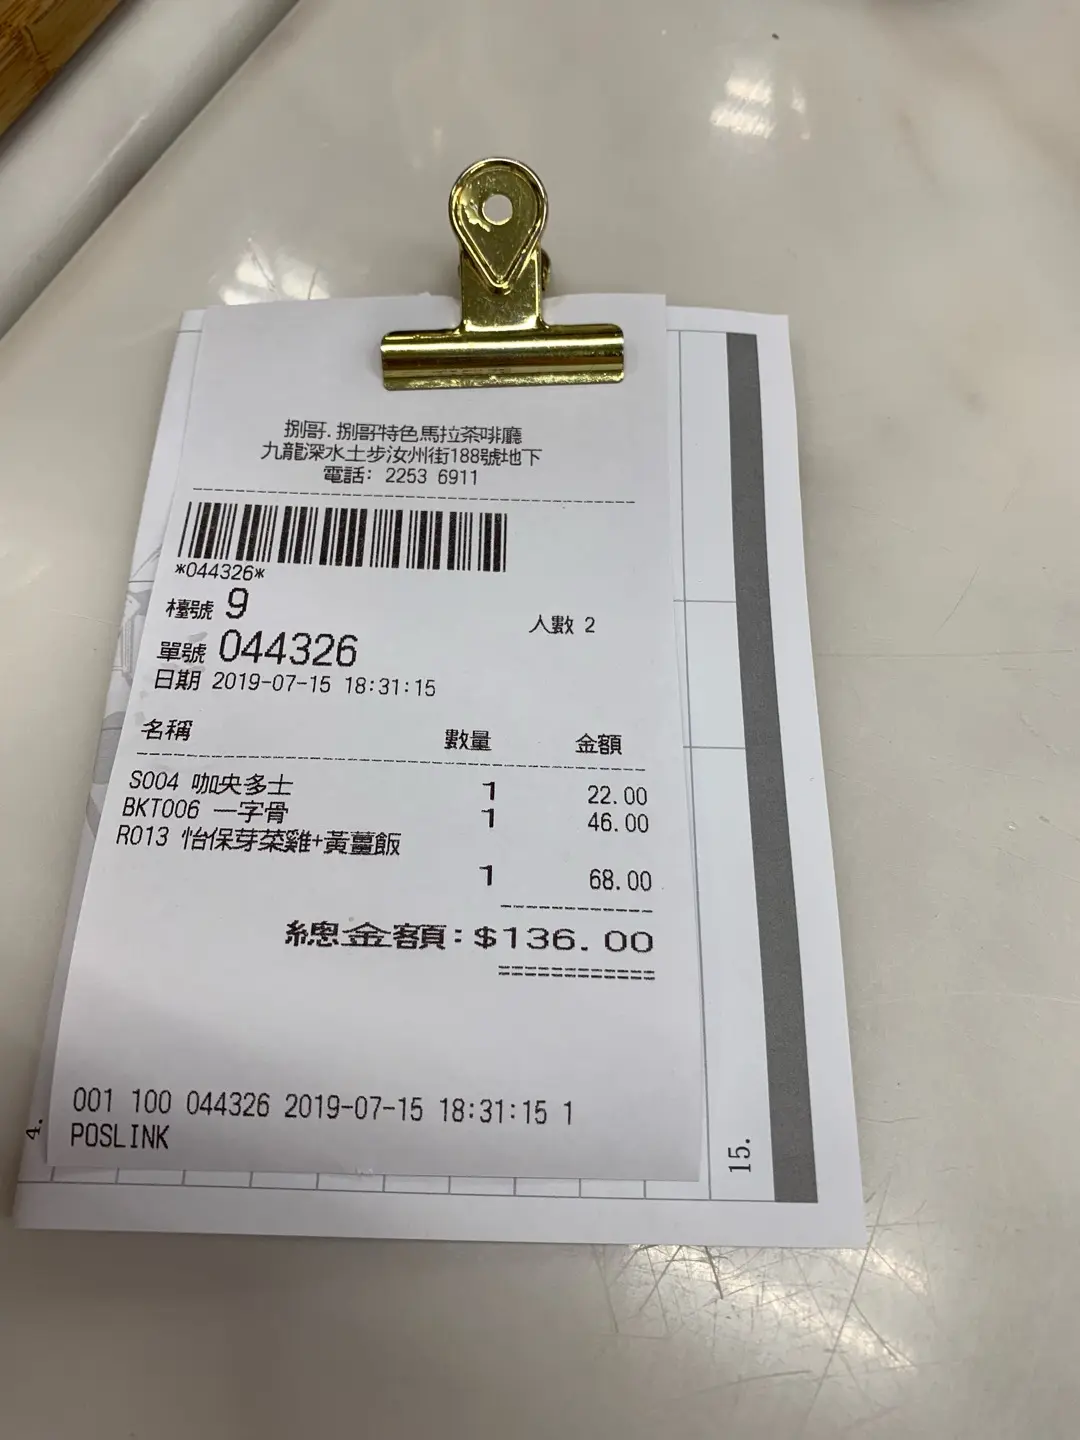 捌哥.捌哥特色馬拉茶啡廳
九龍深水土步汝州街188號地下
電話: 2253 6911
*044326*
檯號 9
人數 2
單號 044326
日期 2019-07-15 18:31:15
名稱 數量 金額
S004 咖央多士 1 22.00
BKT006 一字骨 1 46.00
R013 怡保芽菜雞+黃薑飯
1 68.00
總金額:$136.00
001 100 044326 2019-07-15 18:31:15 1
POSLINK
4.
15.